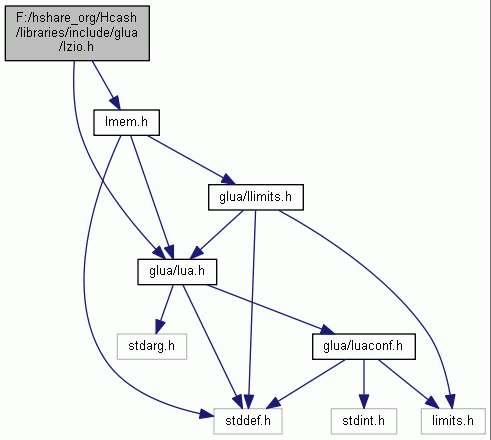 F:/hshare_org/Hcash
/libraries/include/glua
/lzio.h
lmem.h
glua/llimits.h
glua/lua.h
stdarg.h
glua/luaconf.h
stddef.h
stdint.h
limits.h